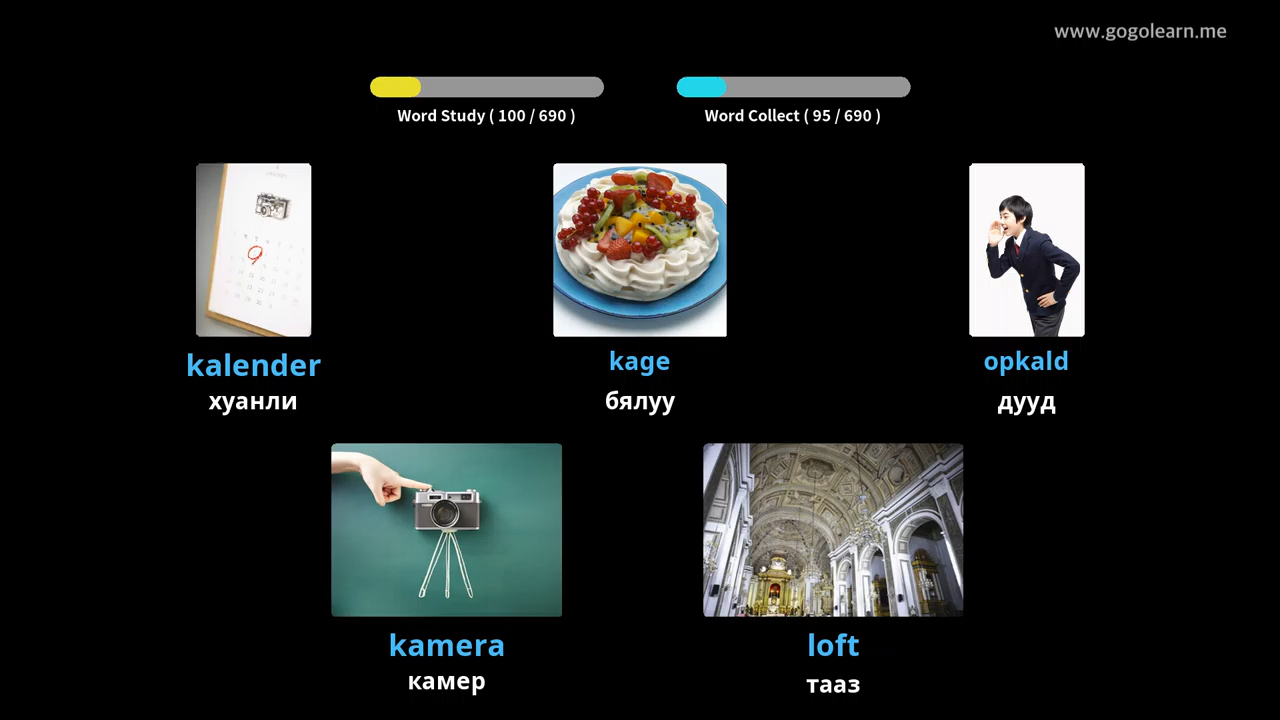 www.gogolearn.me
Word Study ( 100 / 690 )
Word Collect ( 95 / 690 )
kalender
хуанли
kage
бялуу
opkald
дууд
kamera
камер
loft
тааз